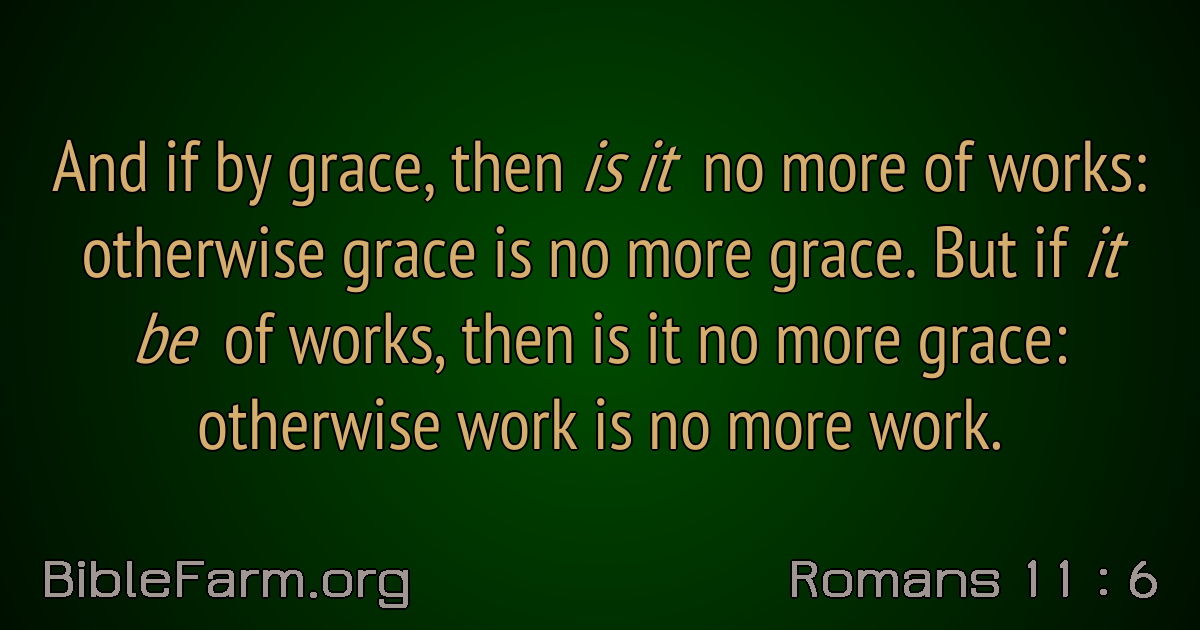 And if by grace, then is it no more of works:
otherwise grace is no more grace. But if it
be of works, then is it no more grace:
otherwise work is no more work.
BibleFarm.org
Romans 11 : 6